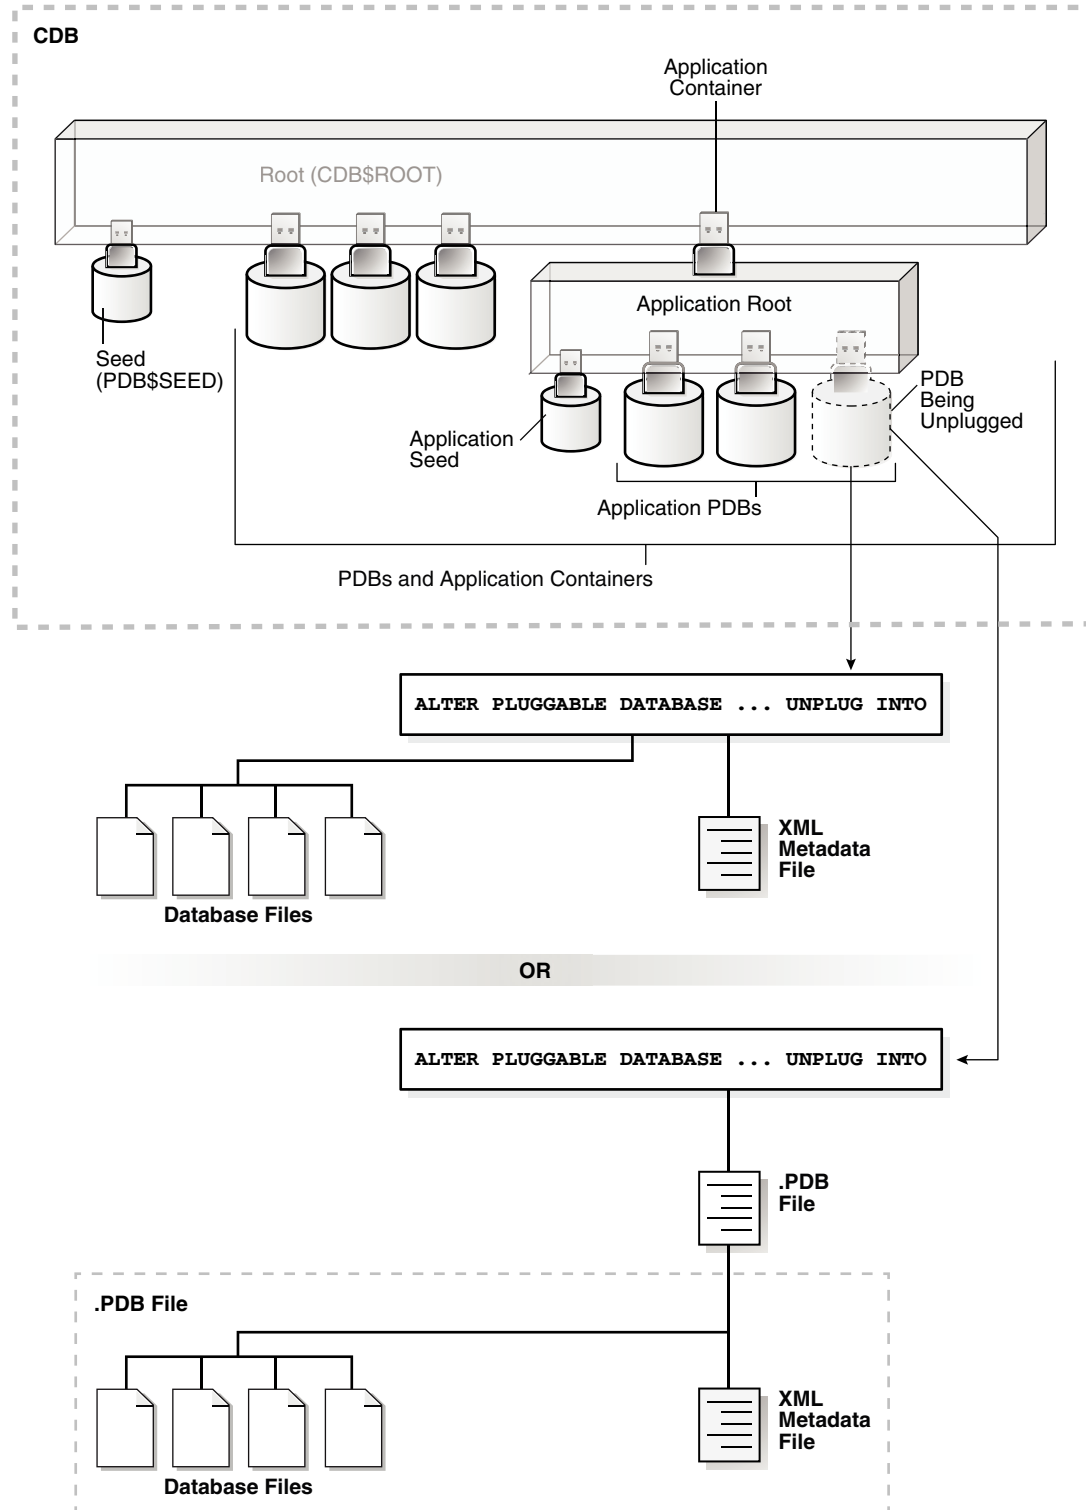 CDB
Application
Container
Root (CDB$ROOT)
Application Root
Seed
(PDB$SEED)
PDB
Being
Unplugged
Application
Seed
Application PDBs
PDBs and Application Containers
ALTER PLUGGABLE DATABASE ... UNPLUG INTO
XML
Metadata
File
Database Files
OR
ALTER PLUGGABLE DATABASE ... UNPLUG INTO
.PDB
File
.PDB File
XML
Metadata
File
Database Files